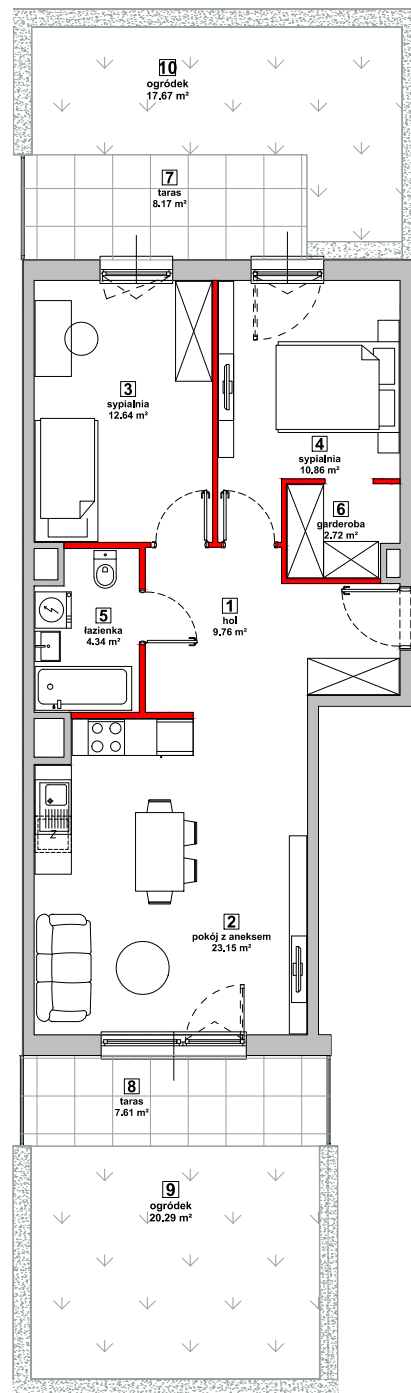 10
ogródek
17.67 m²
7
taras
8.17 m²
3
sypialnia
12.64 m²
4
sypialnia
10.86 m²
6
garderoba
2.72 m²
5
łazienka
4.34 m²
1
hol
9.76 m²
Z
2
pokój z aneksem
23.15 m²
8
taras
7.61 m²
9
ogródek
20.29 m²